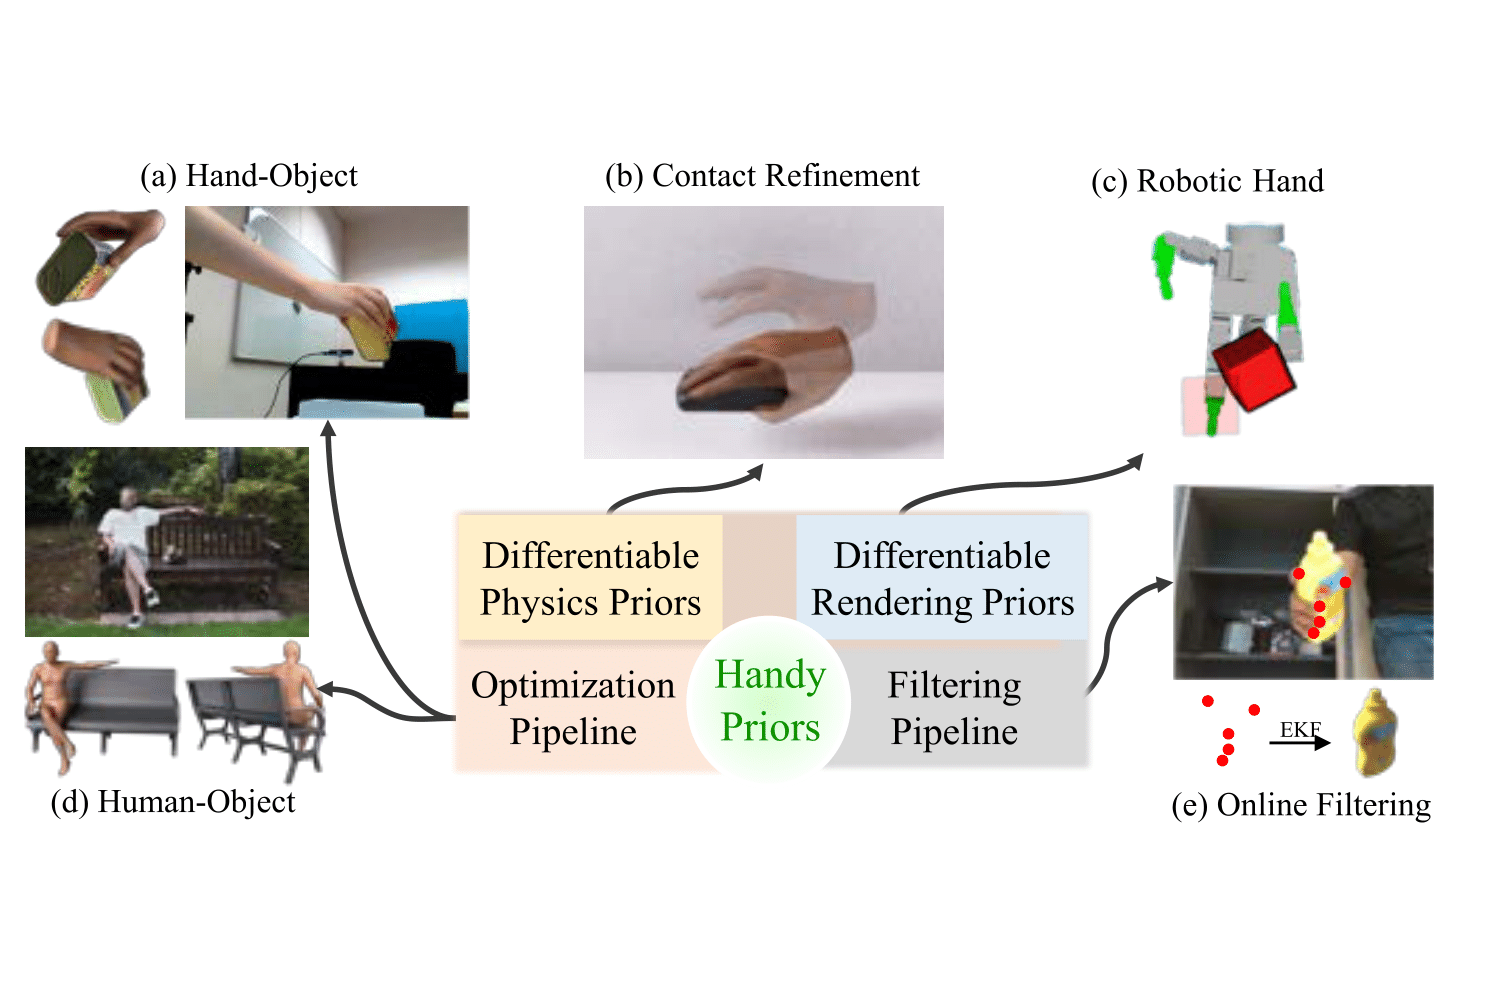 (a) Hand-Object
(b) Contact Refinement
(c) Robotic Hand
Differentiable
Physics Priors
Differentiable
Rendering Priors
Optimization
Pipeline
Handy
Priors
Filtering
Pipeline
EKF
(d) Human-Object
(e) Online Filtering